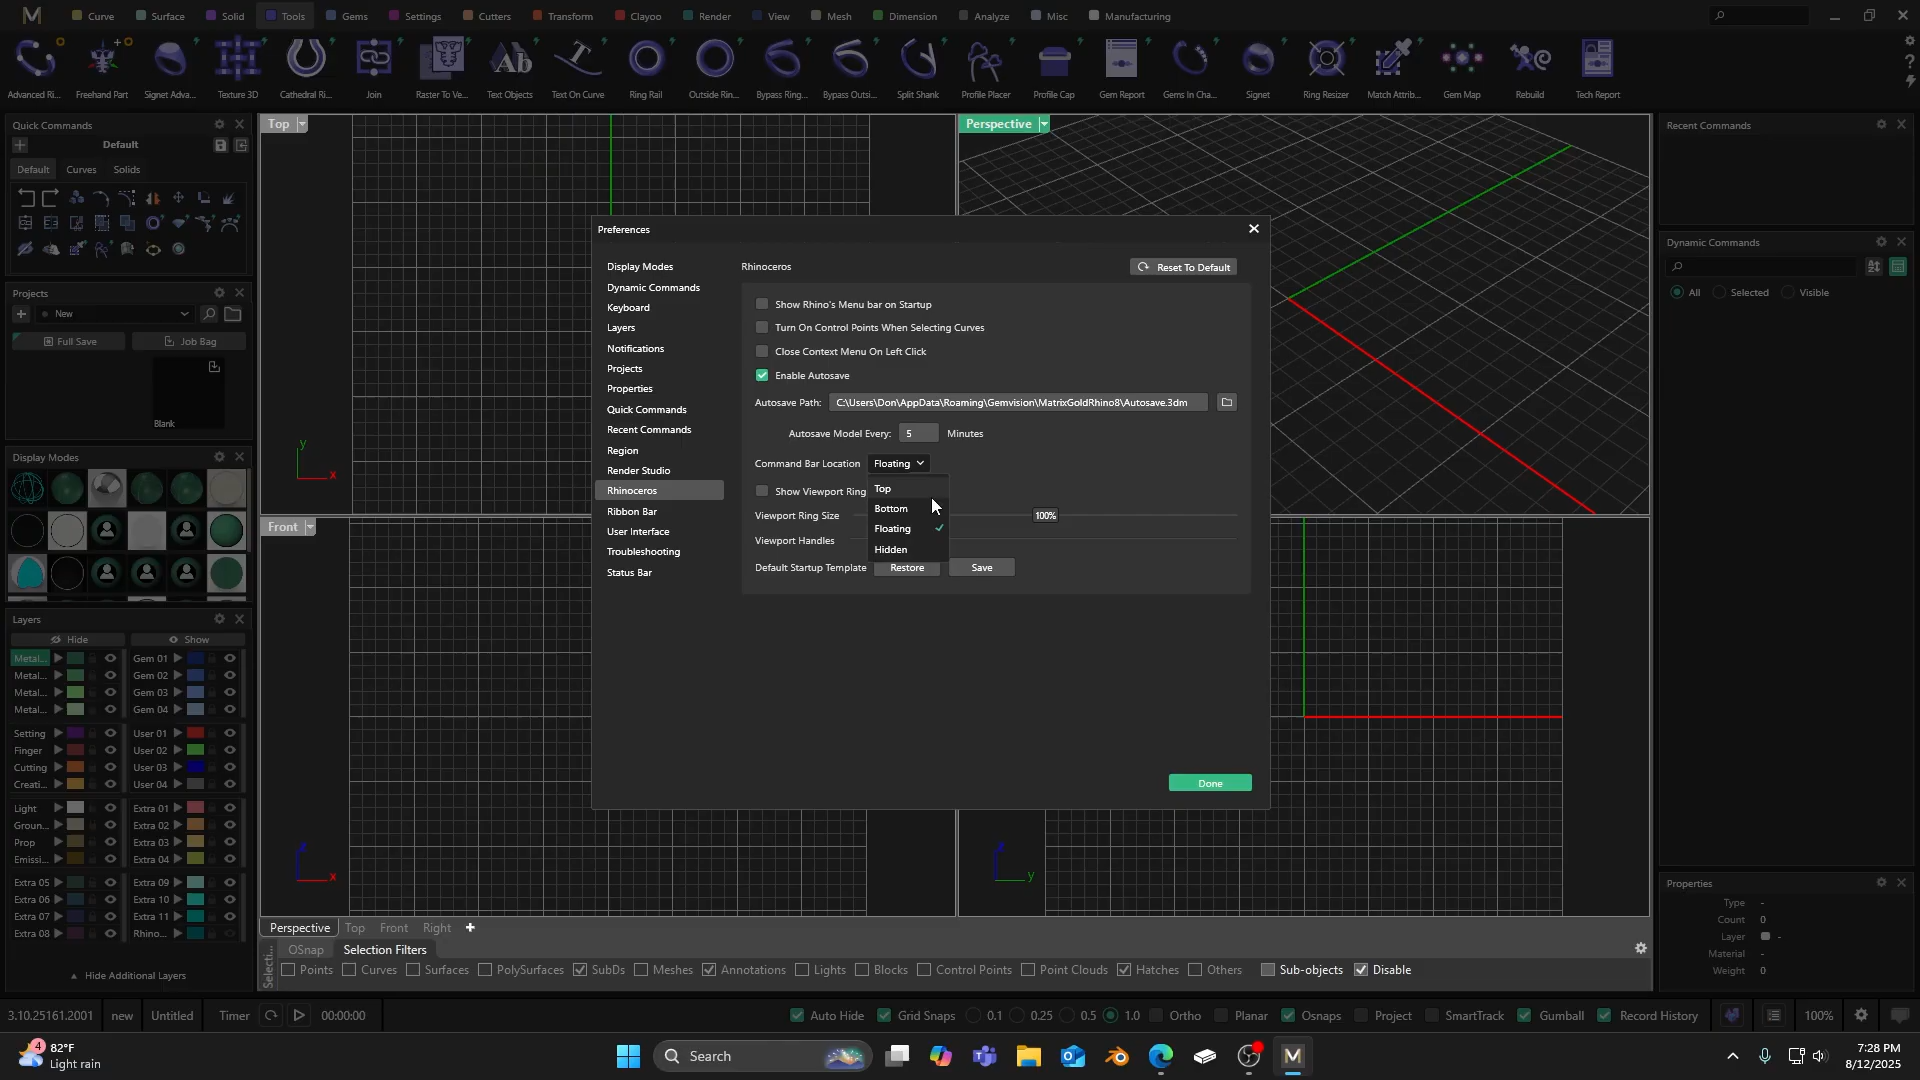 Curve Surface Solid Tools Gems Settings Cutters Transform Clayoo Render View Mesh Dimension Analyze Misc Manufacturing
Advanced Ri... Freehand Part Signet Adva... Texture 3D Cathedral Ri... Join Raster To Ve... Text Objects Text On Curve Ring Rail Outside Rin... Bypass Ring... Bypass Outsi... Split Shank Profile Placer Profile Cap Gem Report Gems In Cha... Signet Ring Resizer Match Attrib... Gem Map Rebuild Tech Report
Quick Commands
Default
Default Curves Solids
Projects
New
Full Save Job Bag
Blank
Display Modes
Layers
Hide Show
Metal... Gem 01
Metal... Gem 02
Metal... Gem 03
Metal... Gem 04
Setting User 01
Finger User 02
Cutting User 03
Creati... User 04
Light Extra 01
Groun... Extra 02
Prop Extra 03
Emissi... Extra 04
Extra 05 Extra 09
Extra 06 Extra 10
Extra 07 Extra 11
Extra 08 Rhino...
Hide Additional Layers
Top
y
x
Perspective
Front
x
y
Preferences
Display Modes
Dynamic Commands
Keyboard
Layers
Notifications
Projects
Properties
Quick Commands
Recent Commands
Region
Render Studio
Rhinoceros
Ribbon Bar
User Interface
Troubleshooting
Status Bar
Rhinoceros
Reset To Default
Show Rhino's Menu bar on Startup
Turn On Control Points When Selecting Curves
Close Context Menu On Left Click
Enable Autosave
Autosave Path: C:\Users\Don\AppData\Roaming\Gemvision\MatrixGoldRhino8\Autosave.3dm
Autosave Model Every: 5 Minutes
Command Bar Location Floating
Top
Bottom
Floating
Hidden
Show Viewport Ring
Viewport Ring Size 100%
Viewport Handles
Default Startup Template Restore Save
Done
Recent Commands
Dynamic Commands
All Selected Visible
Properties
Type -
Count 0
Layer -
Material -
Weight 0
Perspective Top Front Right
OSnap Selection Filters
Selecti...
Points Curves Surfaces PolySurfaces SubDs Meshes Annotations Lights Blocks Control Points Point Clouds Hatches Others Sub-objects Disable
3.10.25161.2001 new Untitled Timer 00:00:00 Auto Hide Grid Snaps 0.1 0.25 0.5 1.0 Ortho Planar Osnaps Project SmartTrack Gumball Record History 100%
4
82°F
Light rain
Search
7:28 PM
8/12/2025